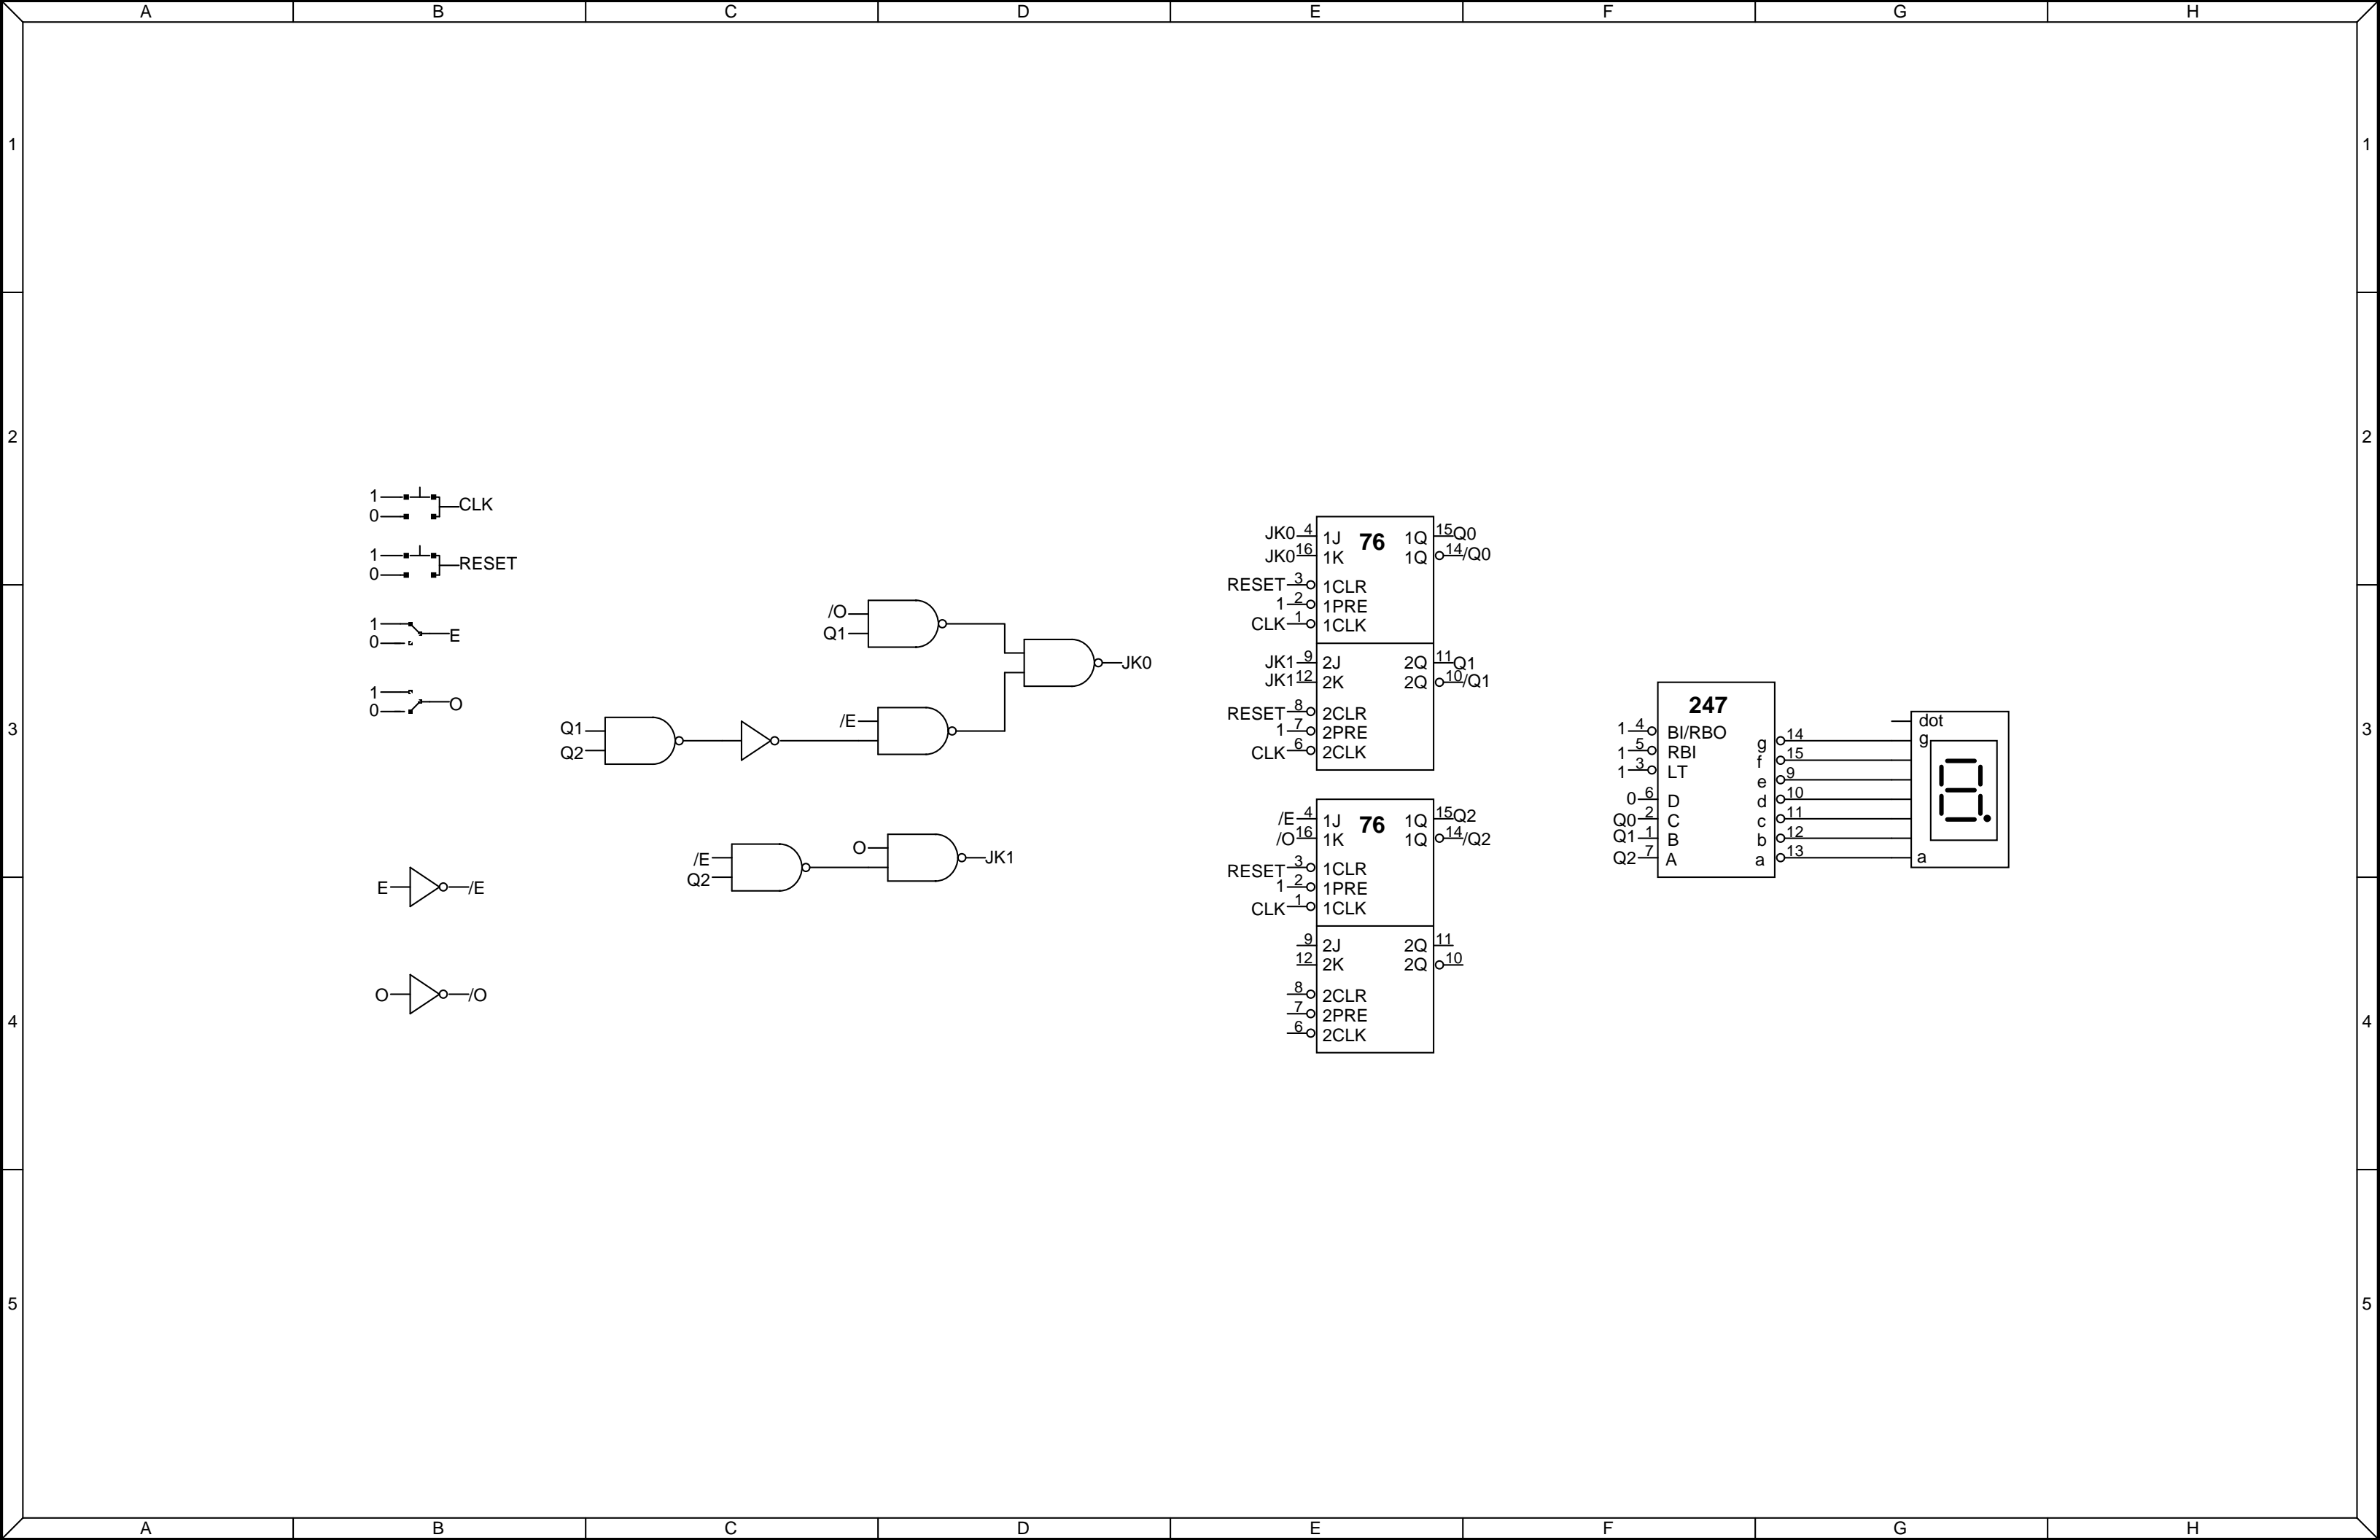 A B C D E F G H
1 1
2 2
3 3
4 4
5 5
1
0
CLK
1
0
RESET
1
0
E
1
0
O
E /E
O /O
/O
Q1
JK0
/E
Q1
Q2
O
JK1
/E
Q2
JK0 4 1J 76 1Q 15 Q0
JK0 16 1K 1Q 14 /Q0
RESET 3 1CLR
1 2 1PRE
CLK 1 1CLK
JK1 9 2J 2Q 11 Q1
JK1 12 2K 2Q 10 /Q1
RESET 8 2CLR
1 7 2PRE
CLK 6 2CLK
/E 4 1J 76 1Q 15 Q2
/O 16 1K 1Q 14 /Q2
RESET 3 1CLR
1 2 1PRE
CLK 1 1CLK
9 2J 2Q 11
12 2K 2Q 10
8 2CLR
7 2PRE
6 2CLK
247
1 4 BI/RBO
1 5 RBI
1 3 LT
0 6 D
Q0 2 C
Q1 1 B
Q2 7 A
g 14
f 15
e 9
d 10
c 11
b 12
a 13
dot
g
a
A B C D E F G H